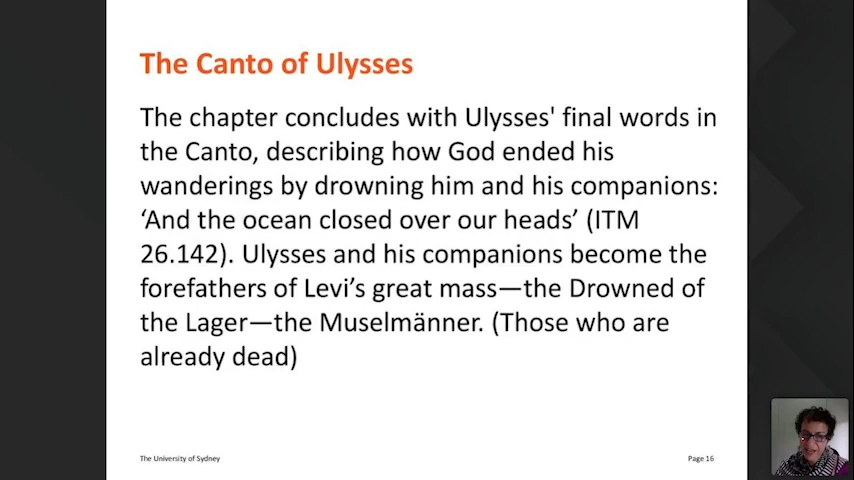 The Canto of Ulysses
The chapter concludes with Ulysses' final words in
the Canto, describing how God ended his
wanderings by drowning him and his companions:
‘And the ocean closed over our heads’ (ITM
26.142). Ulysses and his companions become the
forefathers of Levi’s great mass—the Drowned of
the Lager—the Muselmänner. (Those who are
already dead)
The University of Sydney
Page 16